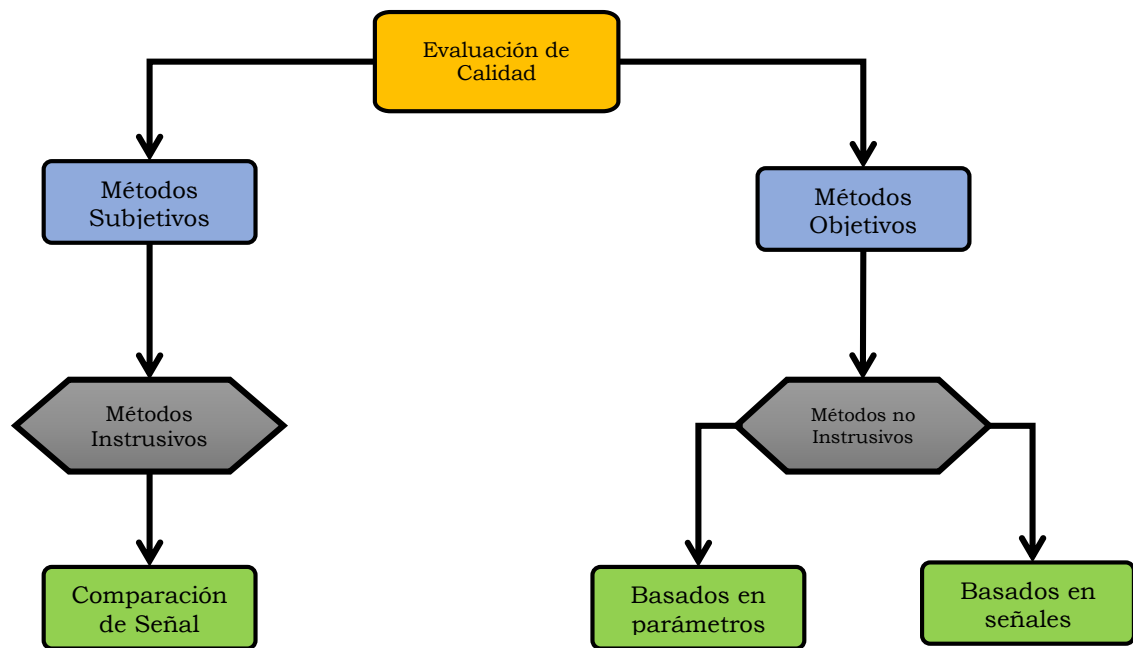 Evaluación de
Calidad
Métodos
Subjetivos
Métodos
Objetivos
Métodos
Instrusivos
Métodos no
Instrusivos
Comparación
de Señal
Basados en
parámetros
Basados en
señales